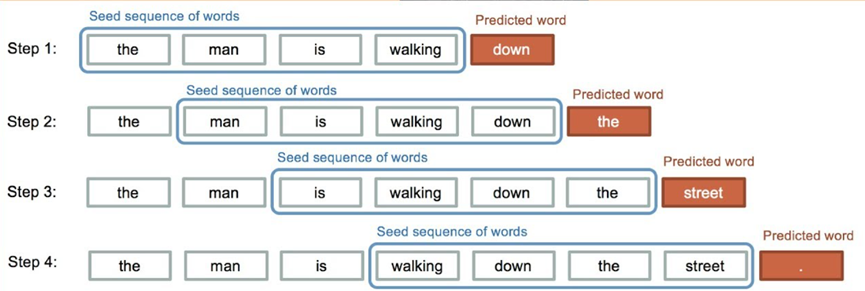 Seed sequence of words Predicted word
Step 1: the man is walking down
Seed sequence of words Predicted word
Step 2: the man is walking down the
Seed sequence of words Predicted word
Step 3: the man is walking down the street
Seed sequence of words Predicted word
Step 4: the man is walking down the street .